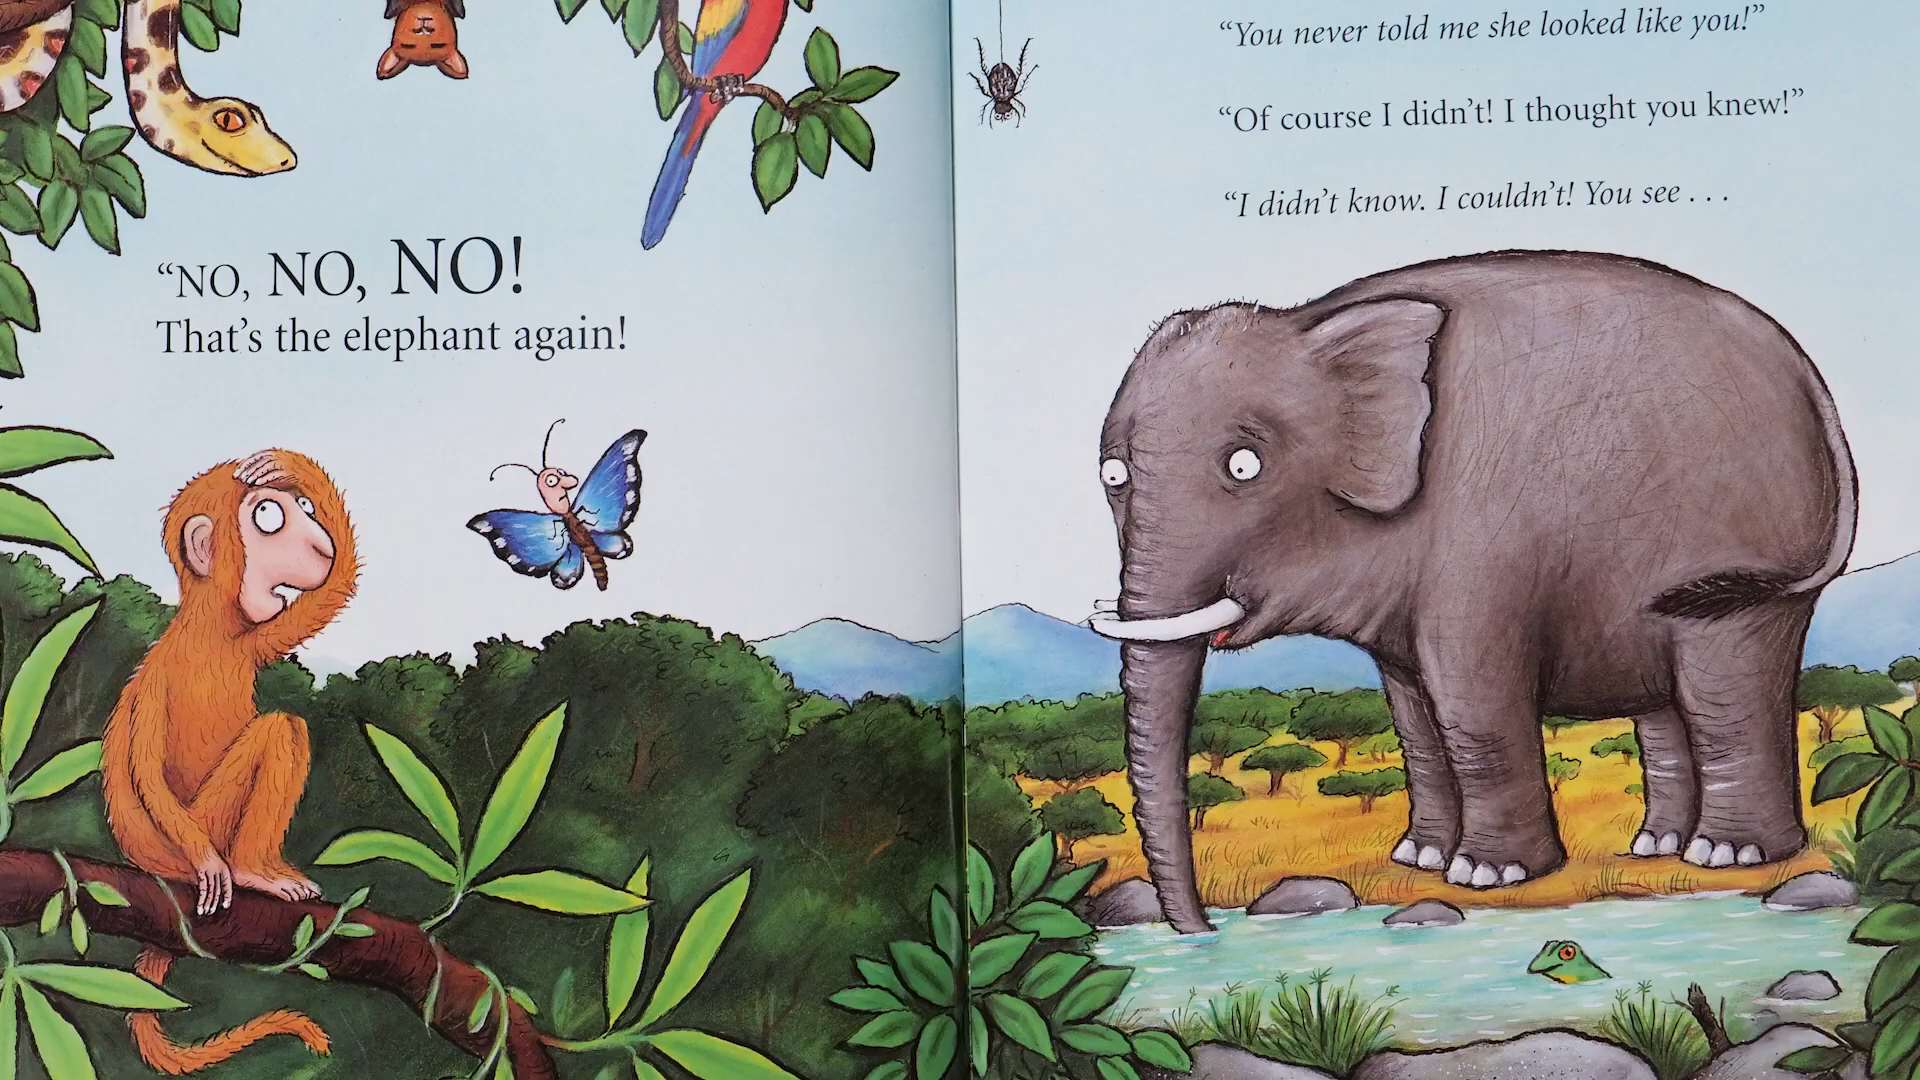 “NO, NO, NO!
That’s the elephant again!
“You never told me she looked like you!”
“Of course I didn’t! I thought you knew!”
“I didn’t know. I couldn’t! You see . . .